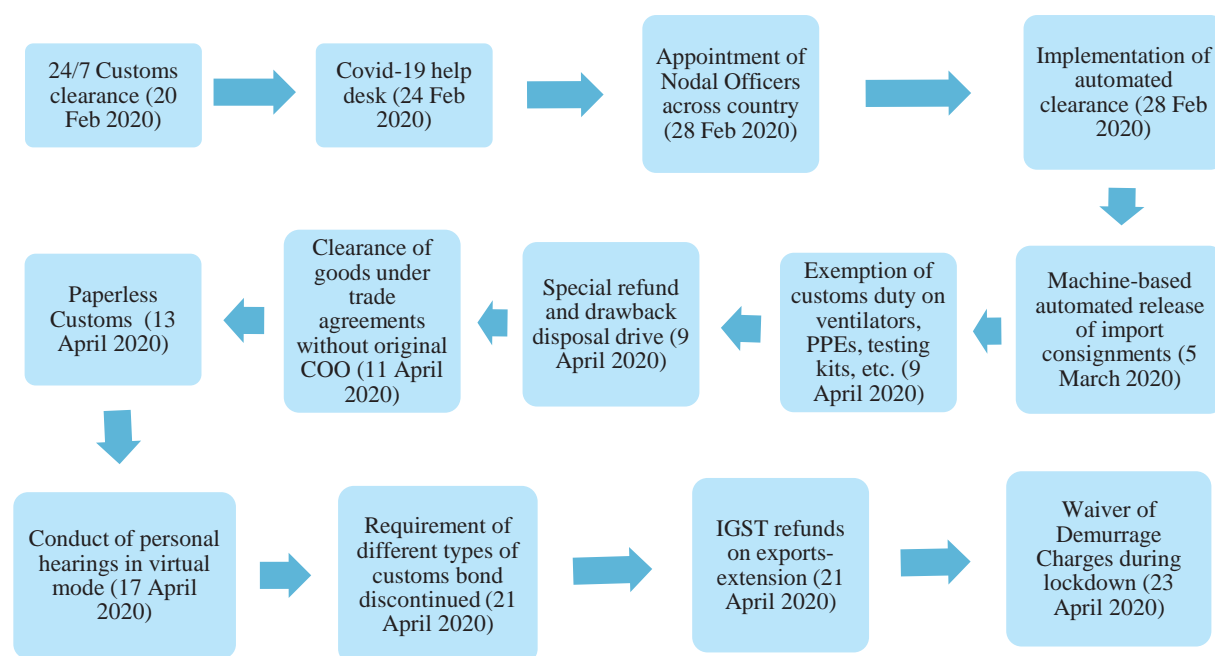 24/7 Customs
clearance (20
Feb 2020)
Covid-19 help
desk (24 Feb
2020)
Appointment of
Nodal Officers
across country
(28 Feb 2020)
Implementation of
automated
clearance (28 Feb
2020)
Machine-based
automated release
of import
consignments (5
March 2020)
Exemption of
customs duty on
ventilators,
PPEs, testing
kits, etc. (9
April 2020)
Special refund
and drawback
disposal drive (9
April 2020)
Clearance of
goods under
trade
agreements
without original
COO (11 April
2020)
Paperless
Customs (13
April 2020)
Conduct of personal
hearings in virtual
mode (17 April
2020)
Requirement of
different types of
customs bond
discontinued (21
April 2020)
IGST refunds
on exports-
extension (21
April 2020)
Waiver of
Demurrage
Charges during
lockdown (23
April 2020)